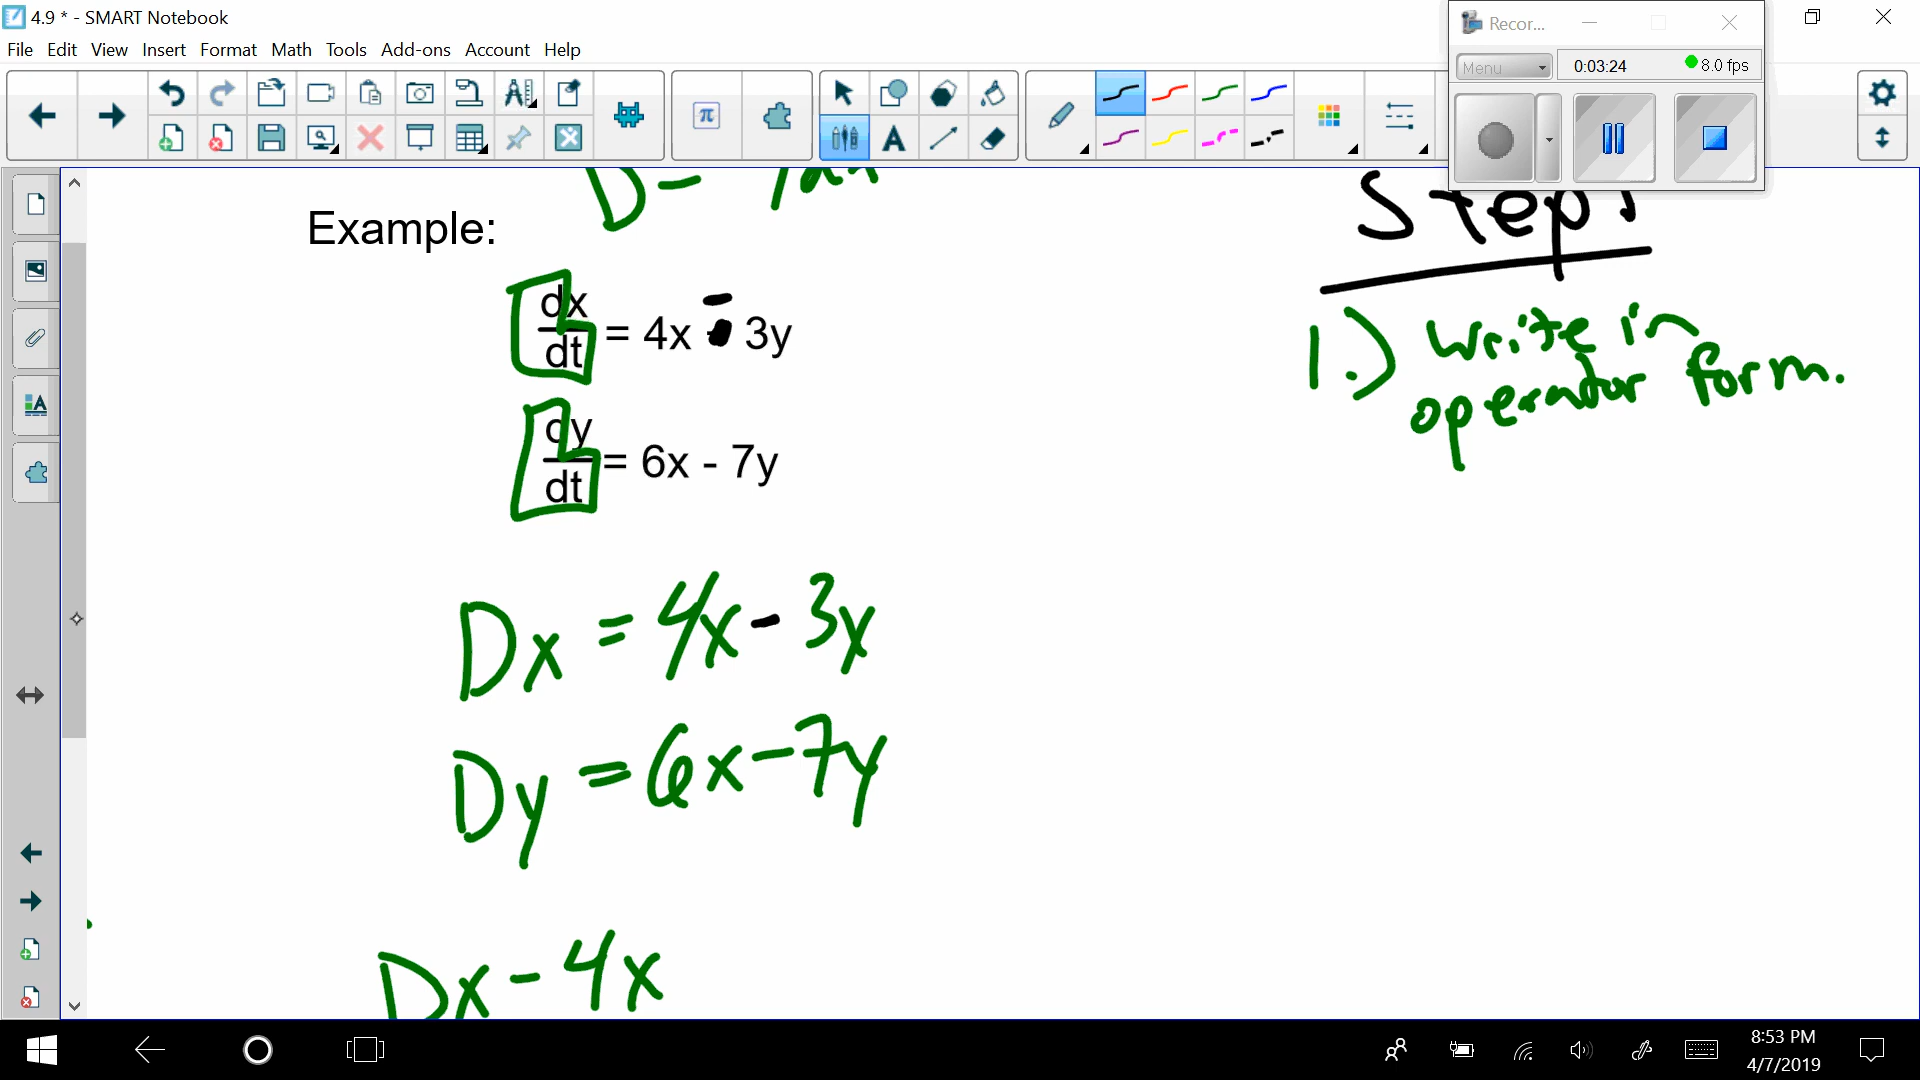 4.9 * - SMART Notebook
Recor...
File Edit View Insert Format Math Tools Add-ons Account Help
Menu
0:03:24
8.0 fps
π
A
D =
Example:
Steps
dx
dt
= 4x - 3y
1.) write in
operator form.
dy
dt
= 6x - 7y
Dx = 4x - 3y
Dy = 6x - 7y
Dx - 4x
8:53 PM
4/7/2019